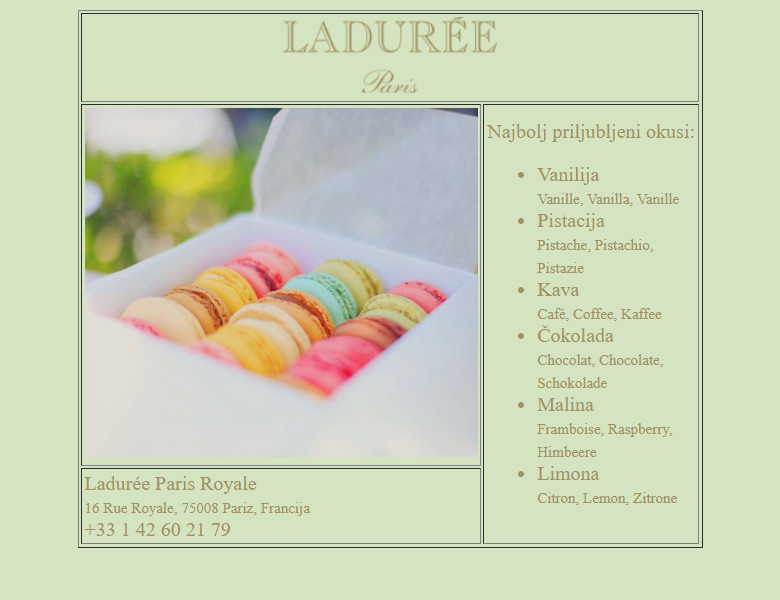 LADURÉE
Paris
Najbolj priljubljeni okusi:
Vanilija
Vanille, Vanilla, Vanille
Pistacija
Pistache, Pistachio,
Pistazie
Kava
Café, Coffee, Kaffee
Čokolada
Chocolat, Chocolate,
Schokolade
Malina
Framboise, Raspberry,
Himbeere
Limona
Citron, Lemon, Zitrone
Ladurée Paris Royale
16 Rue Royale, 75008 Pariz, Francija
+33 1 42 60 21 79